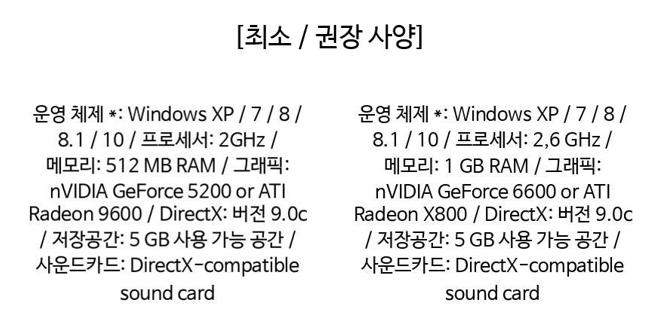 [최소 / 권장 사양]
운영 체제 *: Windows XP / 7 / 8 /
8.1 / 10 / 프로세서: 2GHz /
메모리: 512 MB RAM / 그래픽:
nVIDIA GeForce 5200 or ATI
Radeon 9600 / DirectX: 버전 9.0c
/ 저장공간: 5 GB 사용 가능 공간 /
사운드카드: DirectX-compatible
sound card
운영 체제 *: Windows XP / 7 / 8 /
8.1 / 10 / 프로세서: 2,6 GHz /
메모리: 1 GB RAM / 그래픽:
nVIDIA GeForce 6600 or ATI
Radeon X800 / DirectX: 버전 9.0c
/ 저장공간: 5 GB 사용 가능 공간 /
사운드카드: DirectX-compatible
sound card